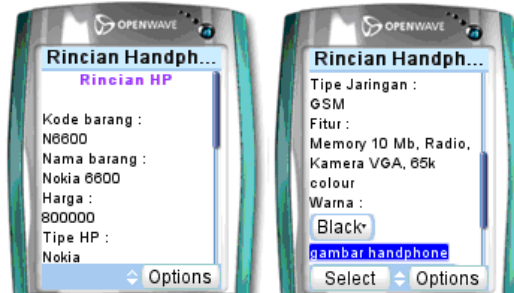 OPENWAVE
Rincian Handph...
Rincian HP
Kode barang :
N6600
Nama barang :
Nokia 6600
Harga :
800000
Tipe HP :
Nokia
Options
OPENWAVE
Rincian Handph...
Tipe Jaringan :
GSM
Fitur :
Memory 10 Mb, Radio,
Kamera VGA, 65k
colour
Warna :
Black
gambar handphone
Select
Options